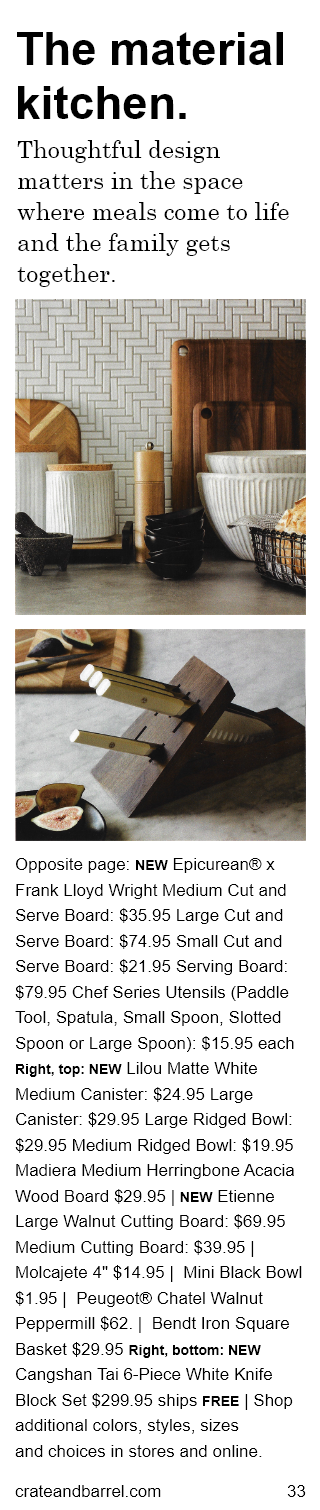 The material
kitchen.
Thoughtful design
matters in the space
where meals come to life
and the family gets
together.
Opposite page: NEW Epicurean® x
Frank Lloyd Wright Medium Cut and
Serve Board: $35.95 Large Cut and
Serve Board: $74.95 Small Cut and
Serve Board: $21.95 Serving Board:
$79.95 Chef Series Utensils (Paddle
Tool, Spatula, Small Spoon, Slotted
Spoon or Large Spoon): $15.95 each
Right, top: NEW Lilou Matte White
Medium Canister: $24.95 Large
Canister: $29.95 Large Ridged Bowl:
$29.95 Medium Ridged Bowl: $19.95
Madiera Medium Herringbone Acacia
Wood Board $29.95 | NEW Etienne
Large Walnut Cutting Board: $69.95
Medium Cutting Board: $39.95 |
Molcajete 4" $14.95 | Mini Black Bowl
$1.95 | Peugeot® Chatel Walnut
Peppermill $62. | Bendt Iron Square
Basket $29.95 Right, bottom: NEW
Cangshan Tai 6-Piece White Knife
Block Set $299.95 ships FREE | Shop
additional colors, styles, sizes
and choices in stores and online.
crateandbarrel.com 33